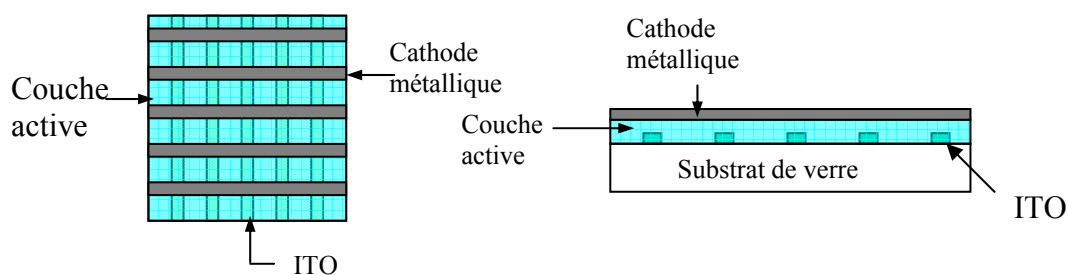 Couche
active
Cathode
métallique
ITO
Cathode
métallique
Couche
active
Substrat de verre
ITO